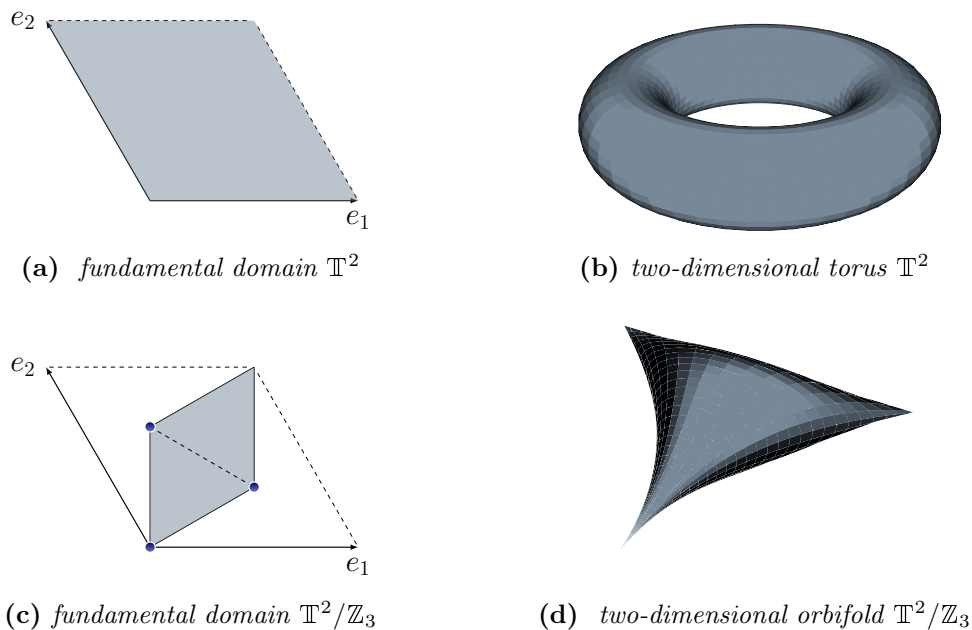 e₂
e₁
(a) fundamental domain 𝕋²
(b) two-dimensional torus 𝕋²
e₂
e₁
(c) fundamental domain 𝕋²/ℤ₃
(d) two-dimensional orbifold 𝕋²/ℤ₃